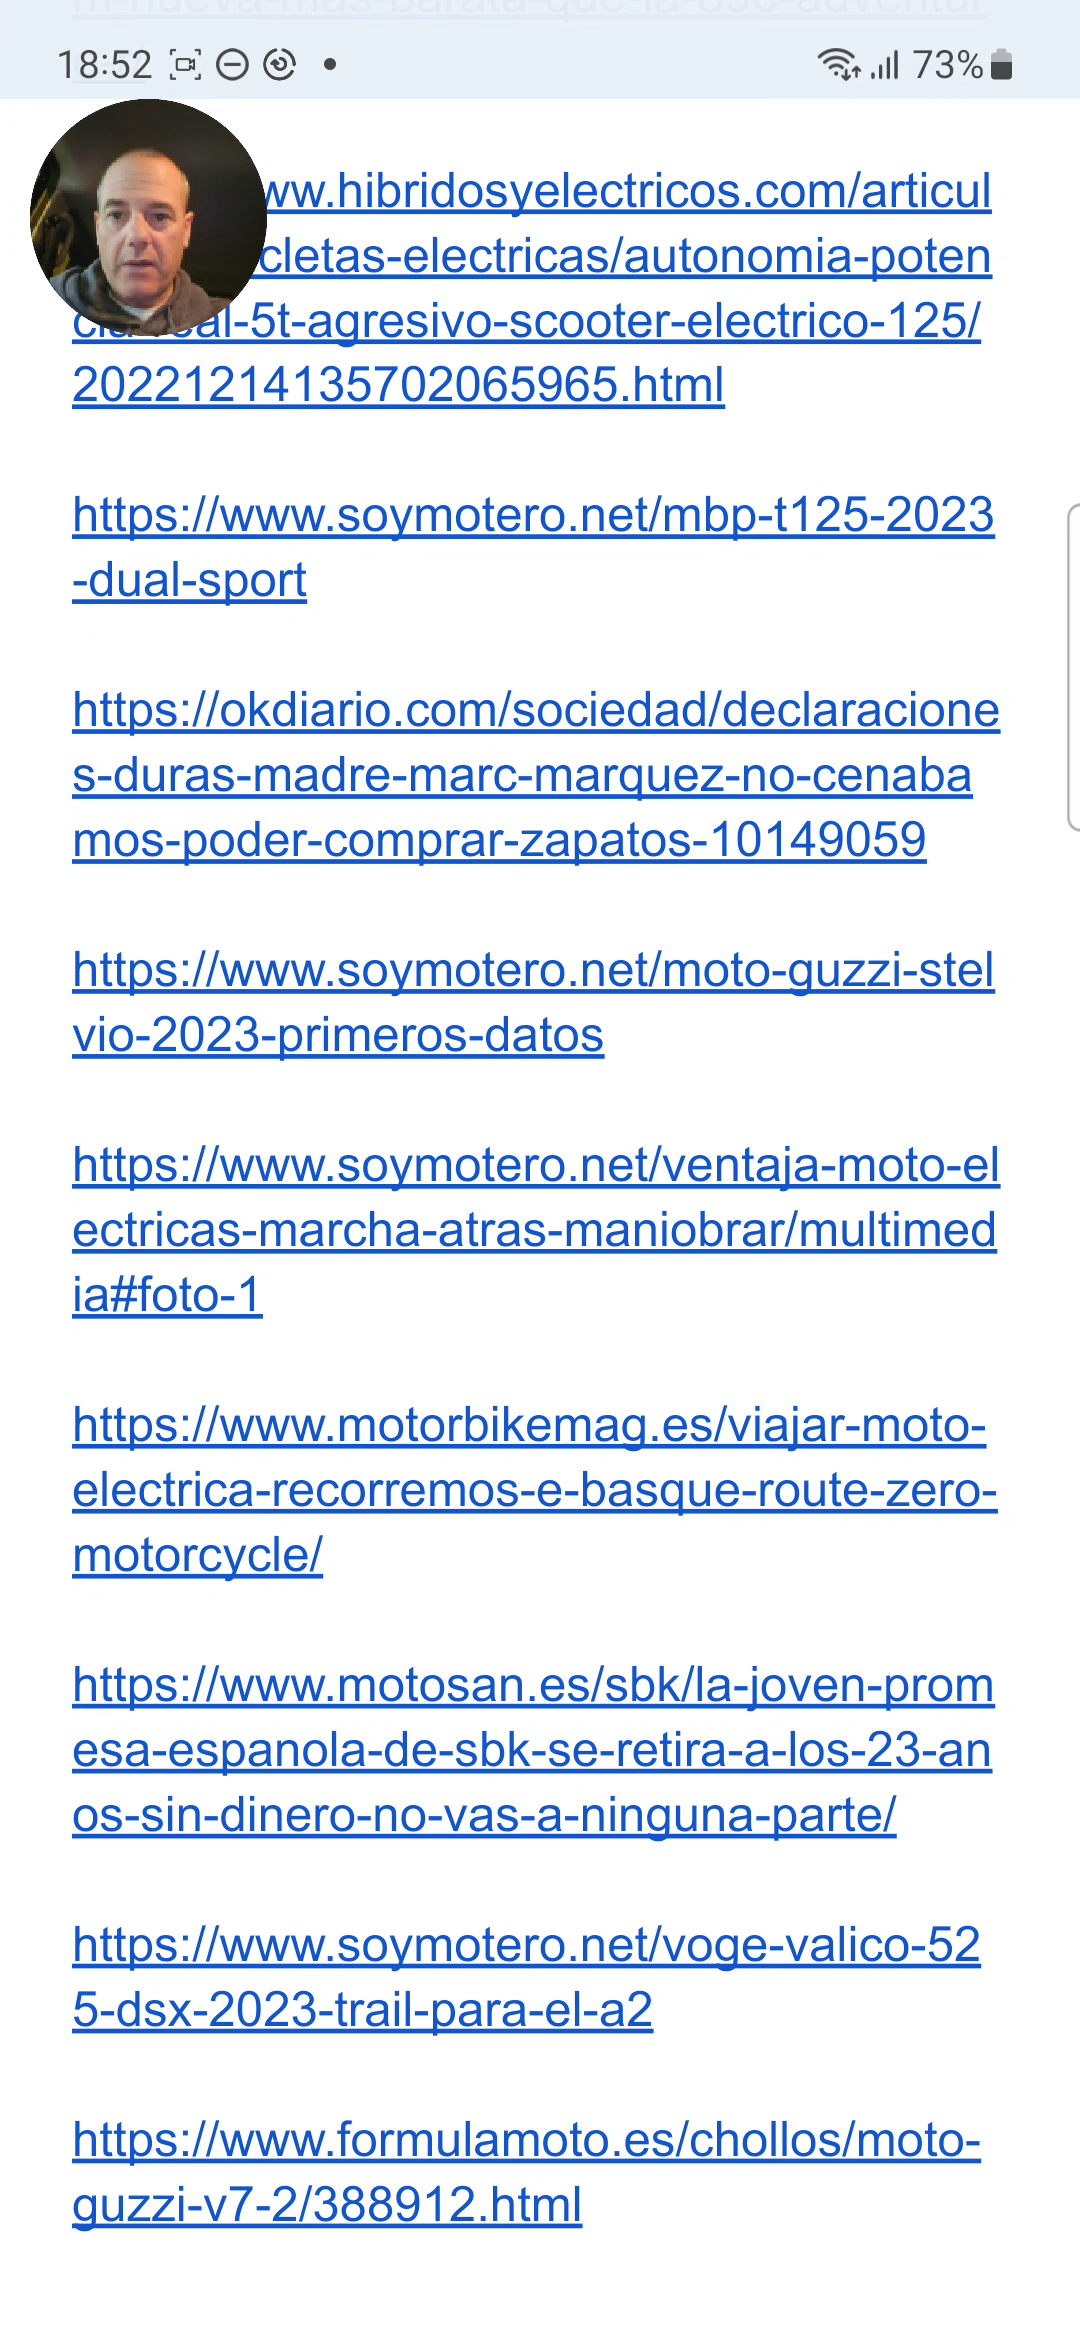 18:52 73%
ww.hibridosyelectricos.com/articul
cletas-electricas/autonomia-poten
al-5t-agresivo-scooter-electrico-125/
20221214135702065965.html
https://www.soymotero.net/mbp-t125-2023
-dual-sport
https://okdiario.com/sociedad/declaracione
s-duras-madre-marc-marquez-no-cenaba
mos-poder-comprar-zapatos-10149059
https://www.soymotero.net/moto-guzzi-stel
vio-2023-primeros-datos
https://www.soymotero.net/ventaja-moto-el
ectricas-marcha-atras-maniobrar/multimed
ia#foto-1
https://www.motorbikemag.es/viajar-moto-
electrica-recorremos-e-basque-route-zero-
motorcycle/
https://www.motosan.es/sbk/la-joven-prom
esa-espanola-de-sbk-se-retira-a-los-23-an
os-sin-dinero-no-vas-a-ninguna-parte/
https://www.soymotero.net/voge-valico-52
5-dsx-2023-trail-para-el-a2
https://www.formulamoto.es/chollos/moto-
guzzi-v7-2/388912.html